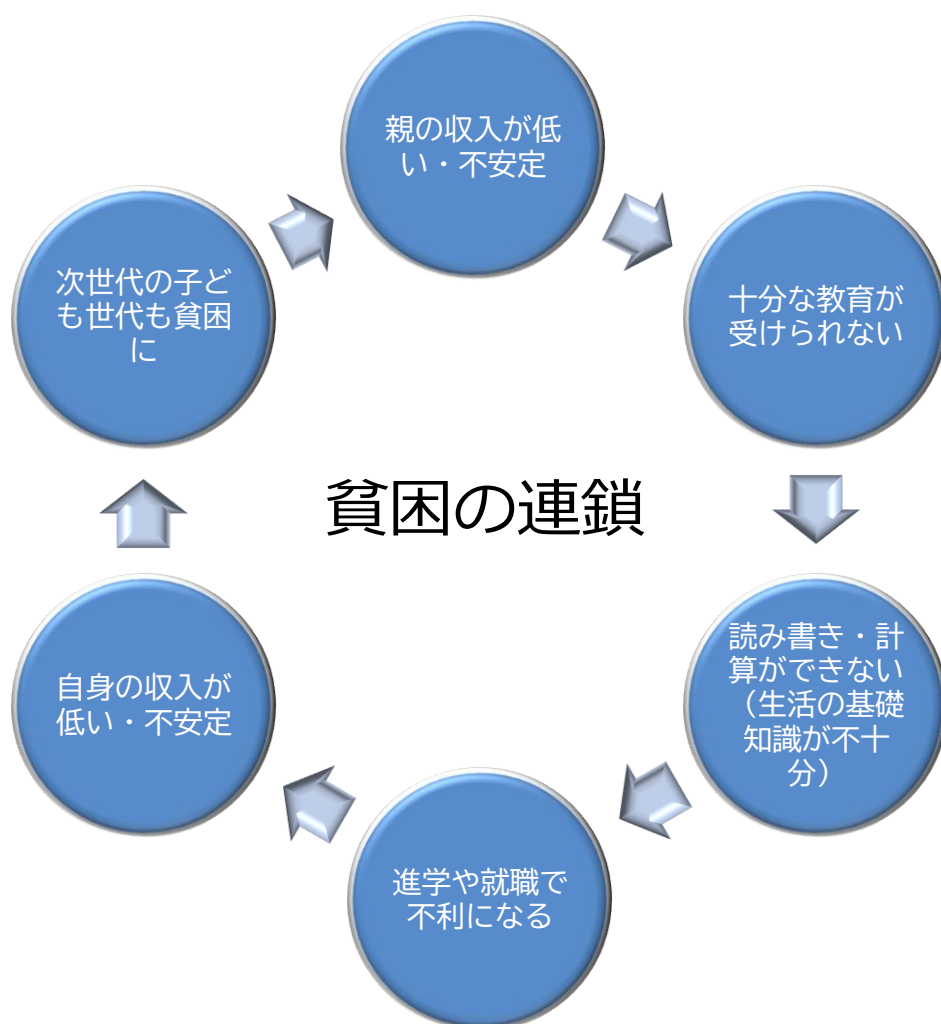 親の収入が低
い・不安定
十分な教育が
受けられない
読み書き・計
算ができない
（生活の基礎
知識が不十
分）
進学や就職で
不利になる
自身の収入が
低い・不安定
次世代の子ど
も世代も貧困
に
貧困の連鎖